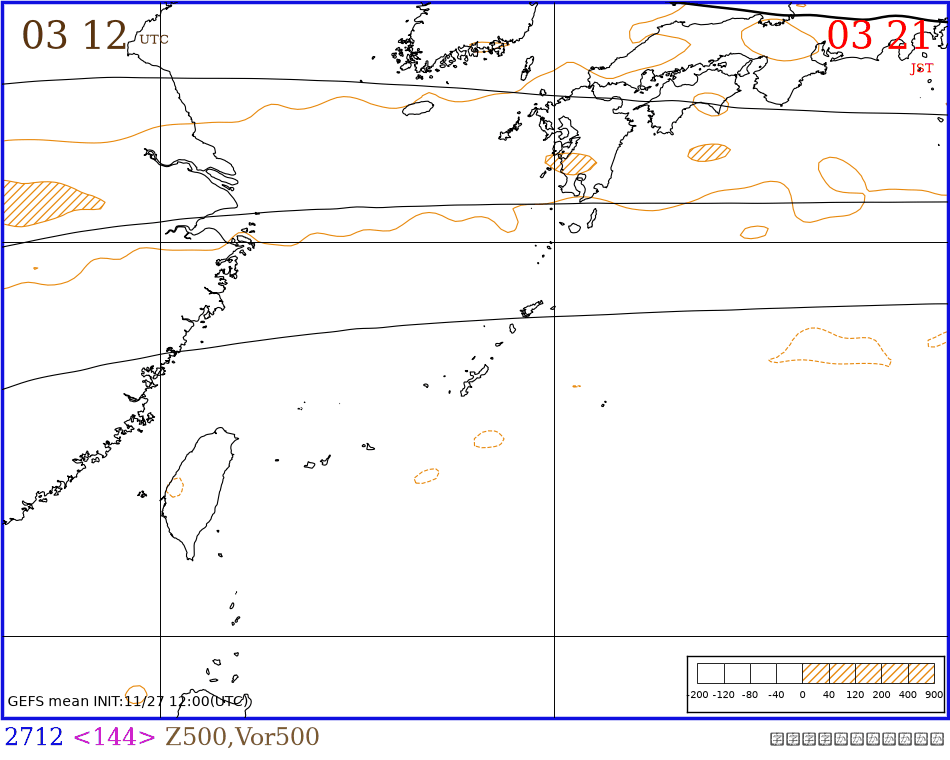 03 12 UTC
03 21
JST
-200 -120 -80 -40 0 40 120 200 400 900
GEFS mean INIT:11/27 12:00(UTC)
2712 <144> Z500,Vor500